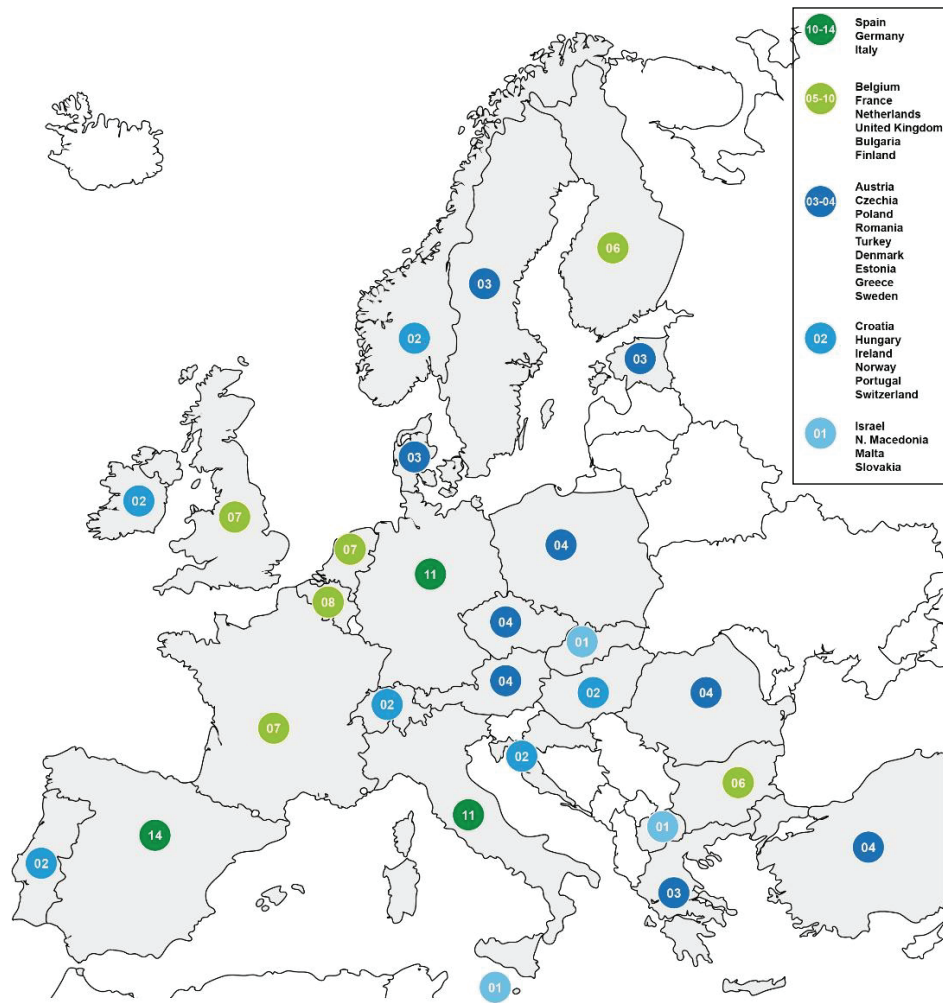 10-14
Spain
Germany
Italy
05-10
Belgium
France
Netherlands
United Kingdom
Bulgaria
Finland
03-04
Austria
Czechia
Poland
Romania
Turkey
Denmark
Estonia
Greece
Sweden
02
Croatia
Hungary
Ireland
Norway
Portugal
Switzerland
01
Israel
N. Macedonia
Malta
Slovakia
06
03
02
03
03
02
07
07
04
11
08
04
01
04
02
04
02
07
02
06
11
01
14
04
02
03
01